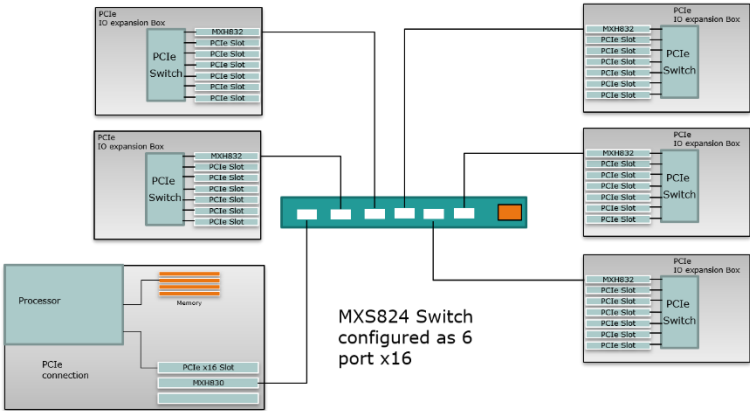 PCIe
IO expansion Box
PCIe
Switch
MXH832
PCIe Slot
PCIe Slot
PCIe Slot
PCIe Slot
PCIe Slot
PCIe Slot
PCIe
IO expansion Box
MXH832
PCIe Slot
PCIe Slot
PCIe Slot
PCIe Slot
PCIe Slot
PCIe Slot
PCIe
Switch
PCIe
IO expansion Box
PCIe
Switch
MXH832
PCIe Slot
PCIe Slot
PCIe Slot
PCIe Slot
PCIe Slot
PCIe Slot
PCIe
IO expansion Box
MXH832
PCIe Slot
PCIe Slot
PCIe Slot
PCIe Slot
PCIe Slot
PCIe Slot
PCIe
Switch
Processor
Memory
PCIe
connection
PCIe x16 Slot
MXH830
MXS824 Switch
configured as 6
port x16
PCIe
IO expansion Box
MXH832
PCIe Slot
PCIe Slot
PCIe Slot
PCIe Slot
PCIe Slot
PCIe Slot
PCIe
Switch